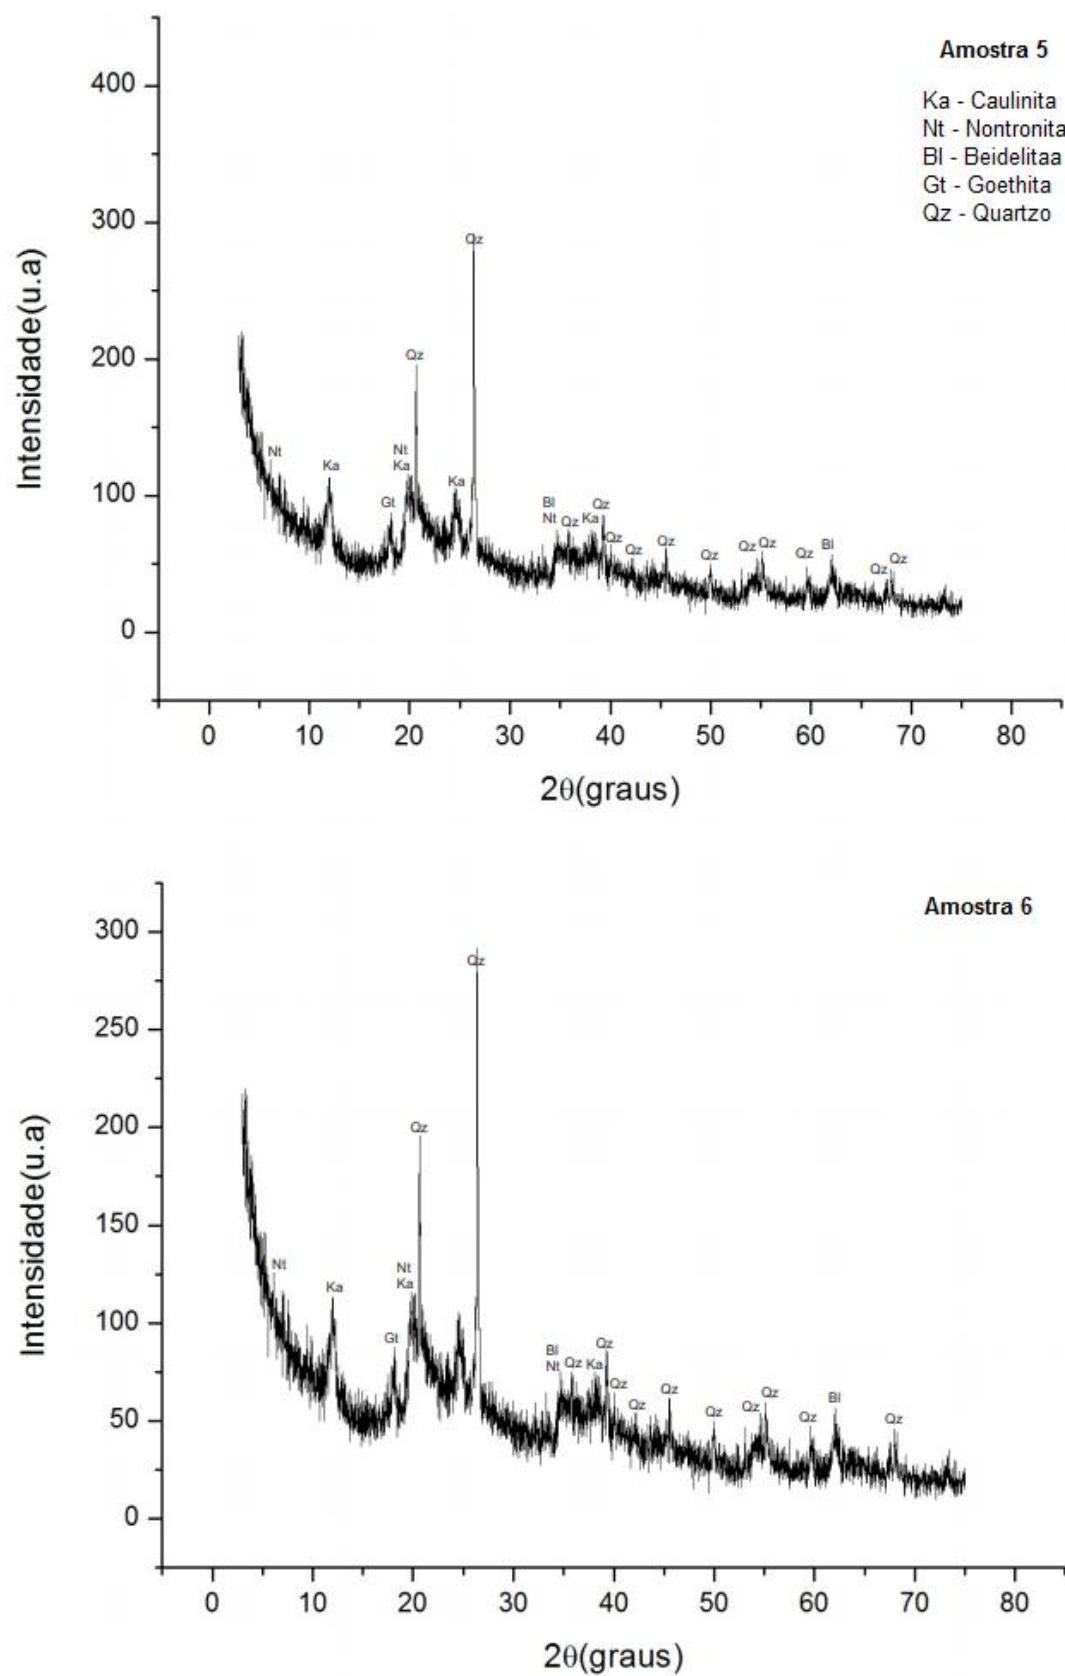 Amostra 5
Ka - Caulinita
Nt - Nontronita
Bl - Beidelitaa
Gt - Goethita
Qz - Quartzo
400
300
200
100
0
Intensidade(u.a)
Nt
Ka
Gt
Nt
Ka
Qz
Ka
Qz
Bl
Nt
Qz
Ka
Qz
Qz
Qz
Qz
Qz
Qz
Qz
Qz
Bl
Qz
Qz
0 10 20 30 40 50 60 70 80
2θ(graus)
Amostra 6
300
250
200
150
100
50
0
Intensidade(u.a)
Nt
Ka
Gt
Nt
Ka
Qz
Qz
Bl
Nt
Qz
Ka
Qz
Qz
Qz
Qz
Qz
Qz
Qz
Qz
Bl
Qz
0 10 20 30 40 50 60 70 80
2θ(graus)